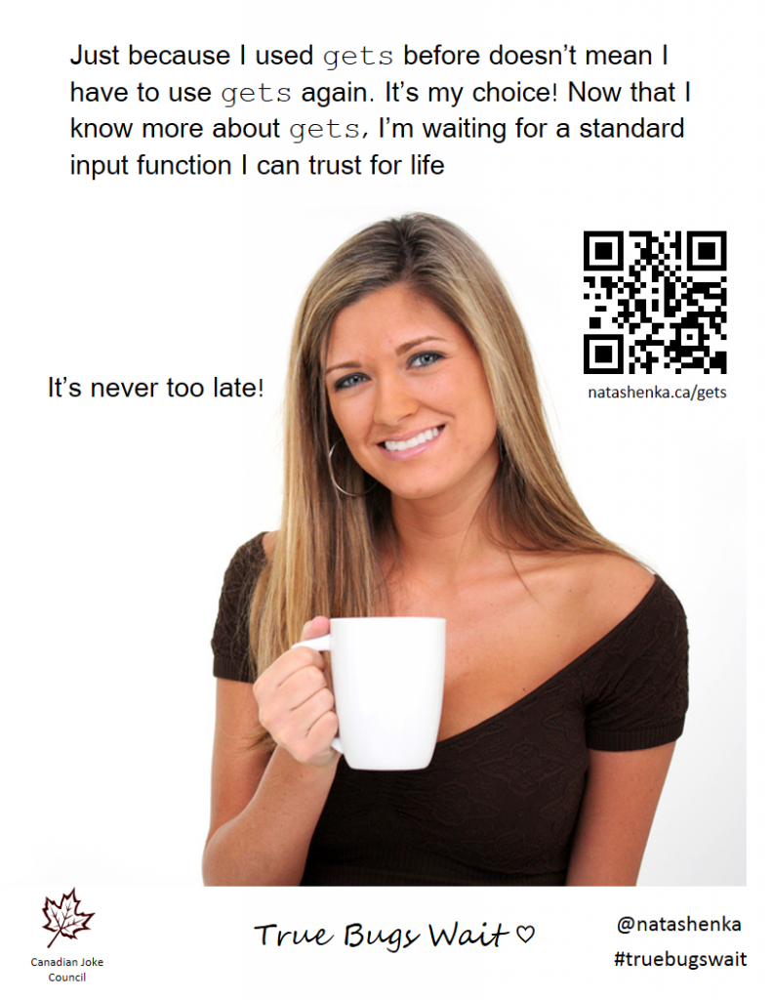 Just because I used gets before doesn’t mean I
have to use gets again. It’s my choice! Now that I
know more about gets, I’m waiting for a standard
input function I can trust for life
natashenka.ca/gets
It’s never too late!
Canadian Joke
Council
True Bugs Wait ♡
@natashenka
#truebugswait